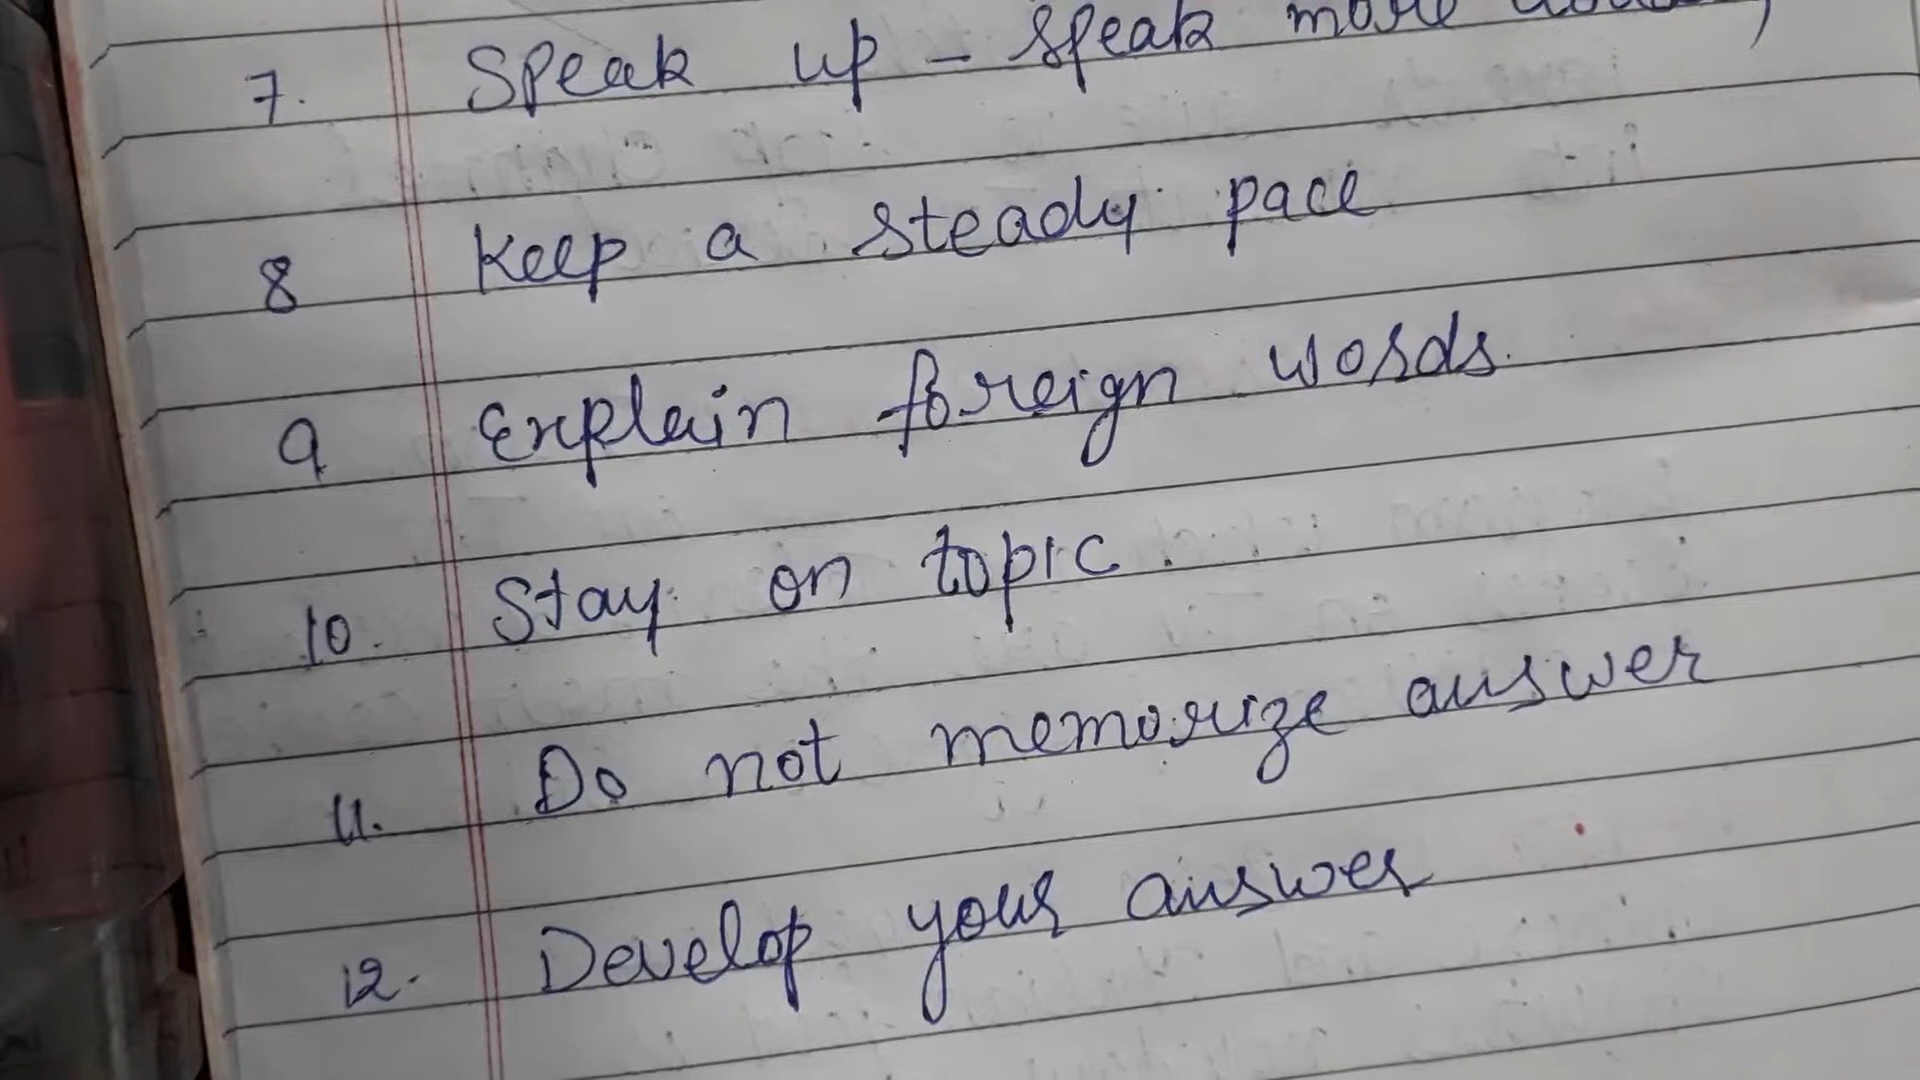 7. Speak up - speak more
8 Keep a steady pace
9 Explain foreign words.
10. Stay on topic.
11. Do not memorize answer
12. Develop your answer